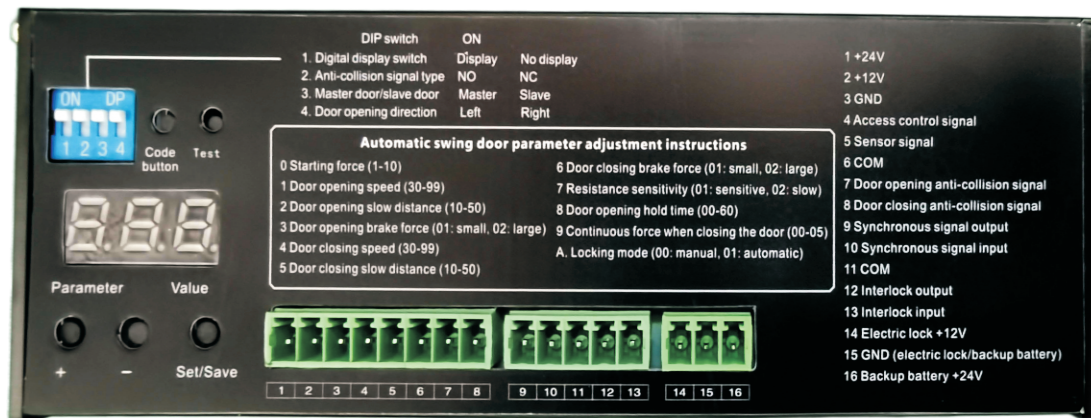 DIP switch ON
1. Digital display switch Display No display
2. Anti-collision signal type NO NC
3. Master door/slave door Master Slave
4. Door opening direction Left Right
ON DP
1 2 3 4
Code button
Test
Automatic swing door parameter adjustment instructions
0 Starting force (1-10)
1 Door opening speed (30-99)
2 Door opening slow distance (10-50)
3 Door opening brake force (01: small, 02: large)
4 Door closing speed (30-99)
5 Door closing slow distance (10-50)
6 Door closing brake force (01: small, 02: large)
7 Resistance sensitivity (01: sensitive, 02: slow)
8 Door opening hold time (00-60)
9 Continuous force when closing the door (00-05)
A. Locking mode (00: manual, 01: automatic)
Parameter Value
+ - Set/Save
1 2 3 4 5 6 7 8 9 10 11 12 13 14 15 16
1 +24V
2 +12V
3 GND
4 Access control signal
5 Sensor signal
6 COM
7 Door opening anti-collision signal
8 Door closing anti-collision signal
9 Synchronous signal output
10 Synchronous signal input
11 COM
12 Interlock output
13 Interlock input
14 Electric lock +12V
15 GND (electric lock/backup battery)
16 Backup battery +24V